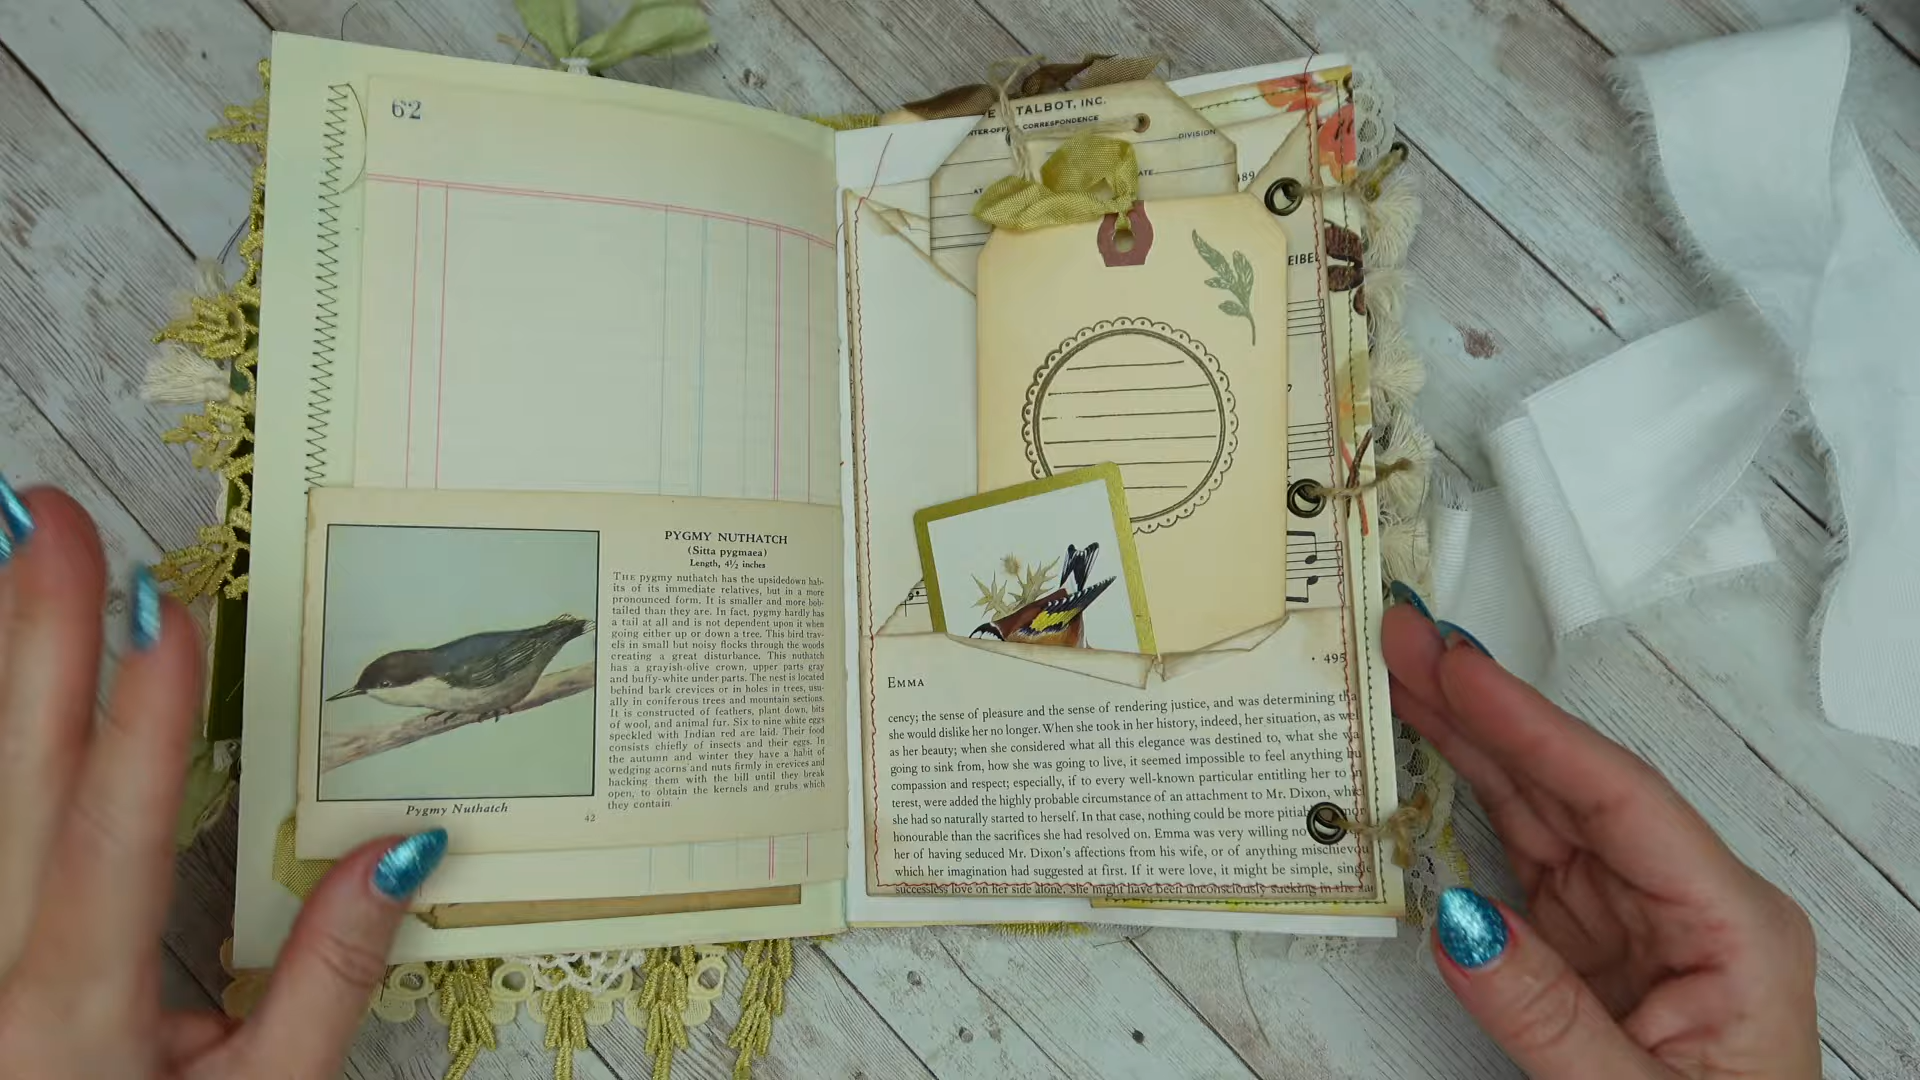 62
PYGMY NUTHATCH
(Sitta pygmaea)
Length, 4½ inches
THE pygmy nuthatch has the upsidedown hab-
its of its immediate relatives, but in a more
pronounced form. It is smaller and more bob-
tailed than they are. In fact, pygmy hardly has
a tail at all and is not dependent upon it when
going either up or down a tree. This bird trav-
els in small but noisy flocks through the woods
creating a great disturbance. This nuthatch
has a grayish-olive crown, upper parts gray
and buffy-white under parts. The nest is located
behind bark crevices or in holes in trees, usu-
ally in coniferous trees and mountain sections.
It is constructed of feathers, plant down, bits
of wool, and animal fur. Six to nine white eggs
speckled with Indian red are laid. Their food
consists chiefly of insects and their eggs. In
the autumn and winter they have a habit of
wedging acorns and nuts firmly in crevices and
hacking them with the bill until they break
open, to obtain the kernels and grubs which
they contain.
Pygmy Nuthatch
42
TALBOT, INC.
CORRESPONDENCE
DIVISION
489
495
EMMA
cency; the sense of pleasure and the sense of rendering justice, and was determining
she would dislike her no longer. When she took in her history, indeed, her situation, as
as her beauty; when she considered what all this elegance was destined to, what she
going to sink from, how she was going to live, it seemed impossible to feel anything
compassion and respect; especially, if to every well-known particular entitling her to
terest, were added the highly probable circumstance of an attachment to Mr. Dixon,
she had so naturally started to herself. In that case, nothing could be more
honourable than the sacrifices she had resolved on. Emma was very willing
her of having seduced Mr. Dixon's affections from his wife, or of anything
which her imagination had suggested at first. If it were love, it might be simple,
successless love on her side alone. She might have been unconsciously sucking in the